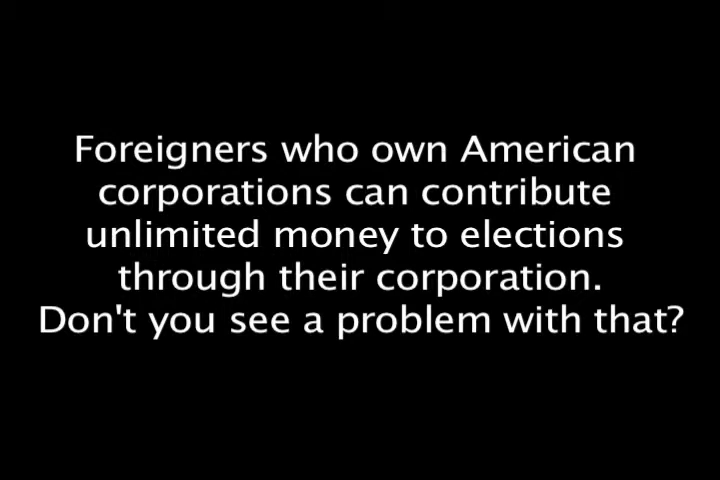 Foreigners who own American
corporations can contribute
unlimited money to elections
through their corporation.
Don't you see a problem with that?